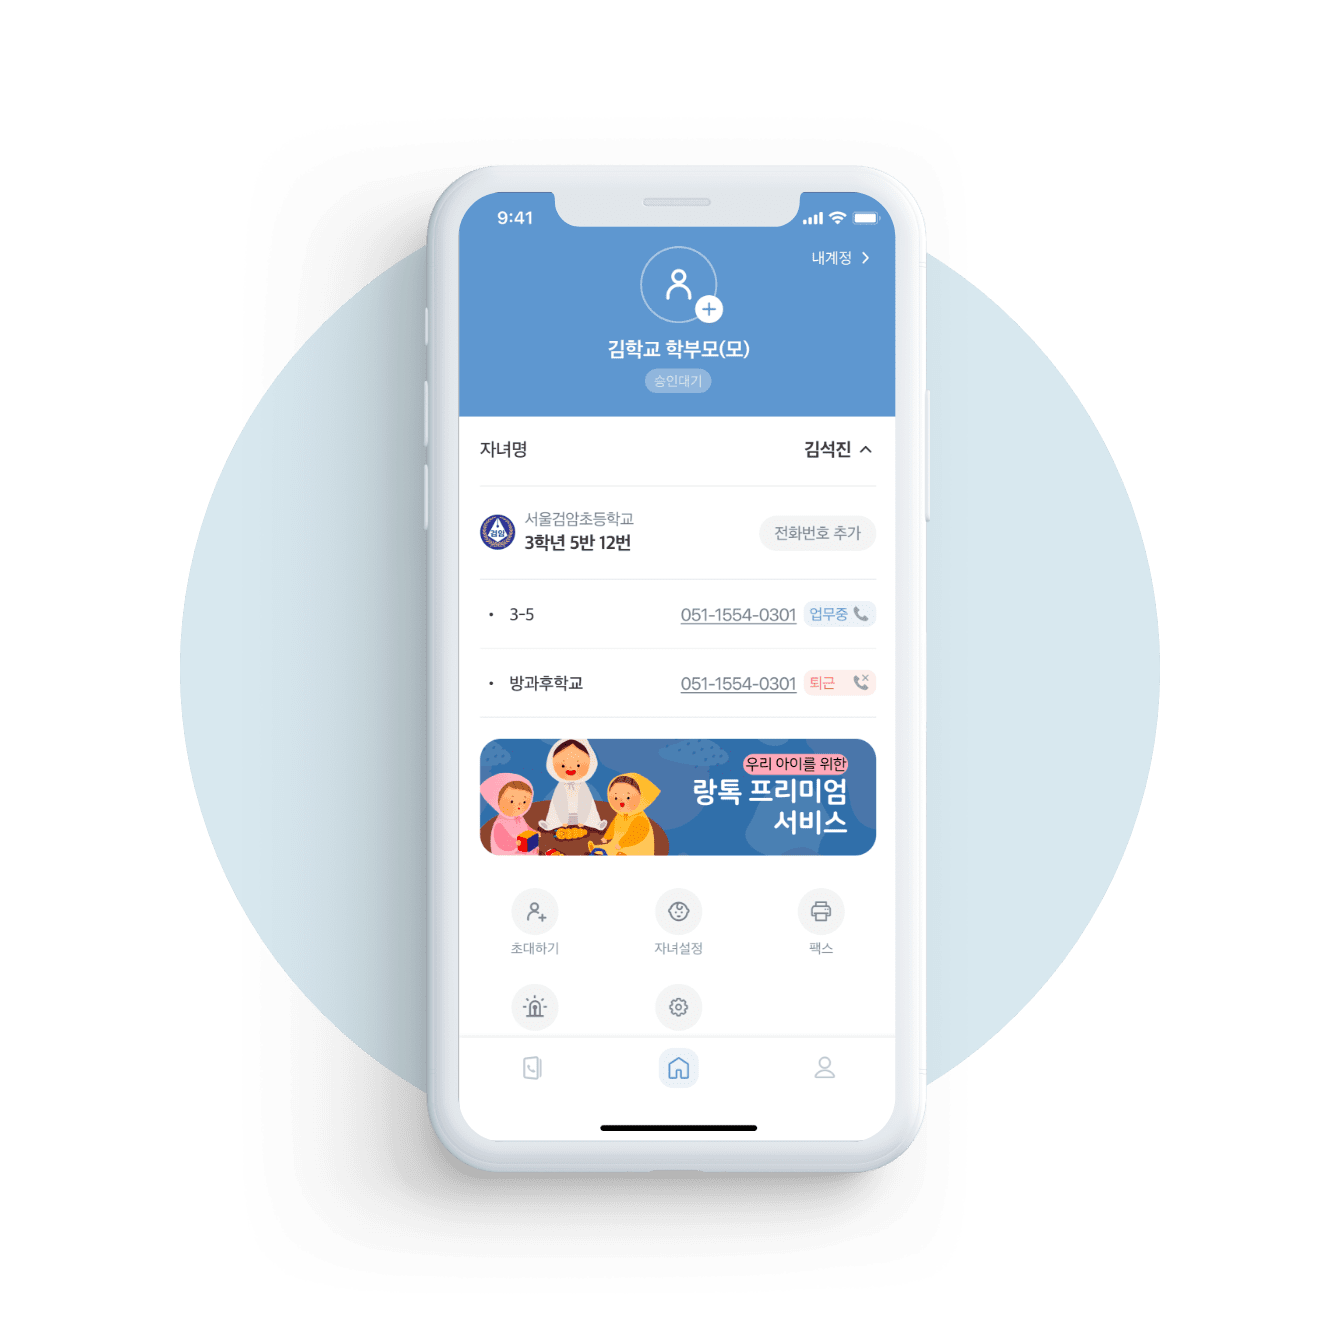 9:41
내계정
김학교 학부모(모)
승인대기
자녀명
김석진
검암
서울검암초등학교
3학년 5반 12번
전화번호 추가
3-5
051-1554-0301
업무중
방과후학교
051-1554-0301
퇴근
우리 아이를 위한
랑톡 프리미엄
서비스
초대하기
자녀설정
팩스